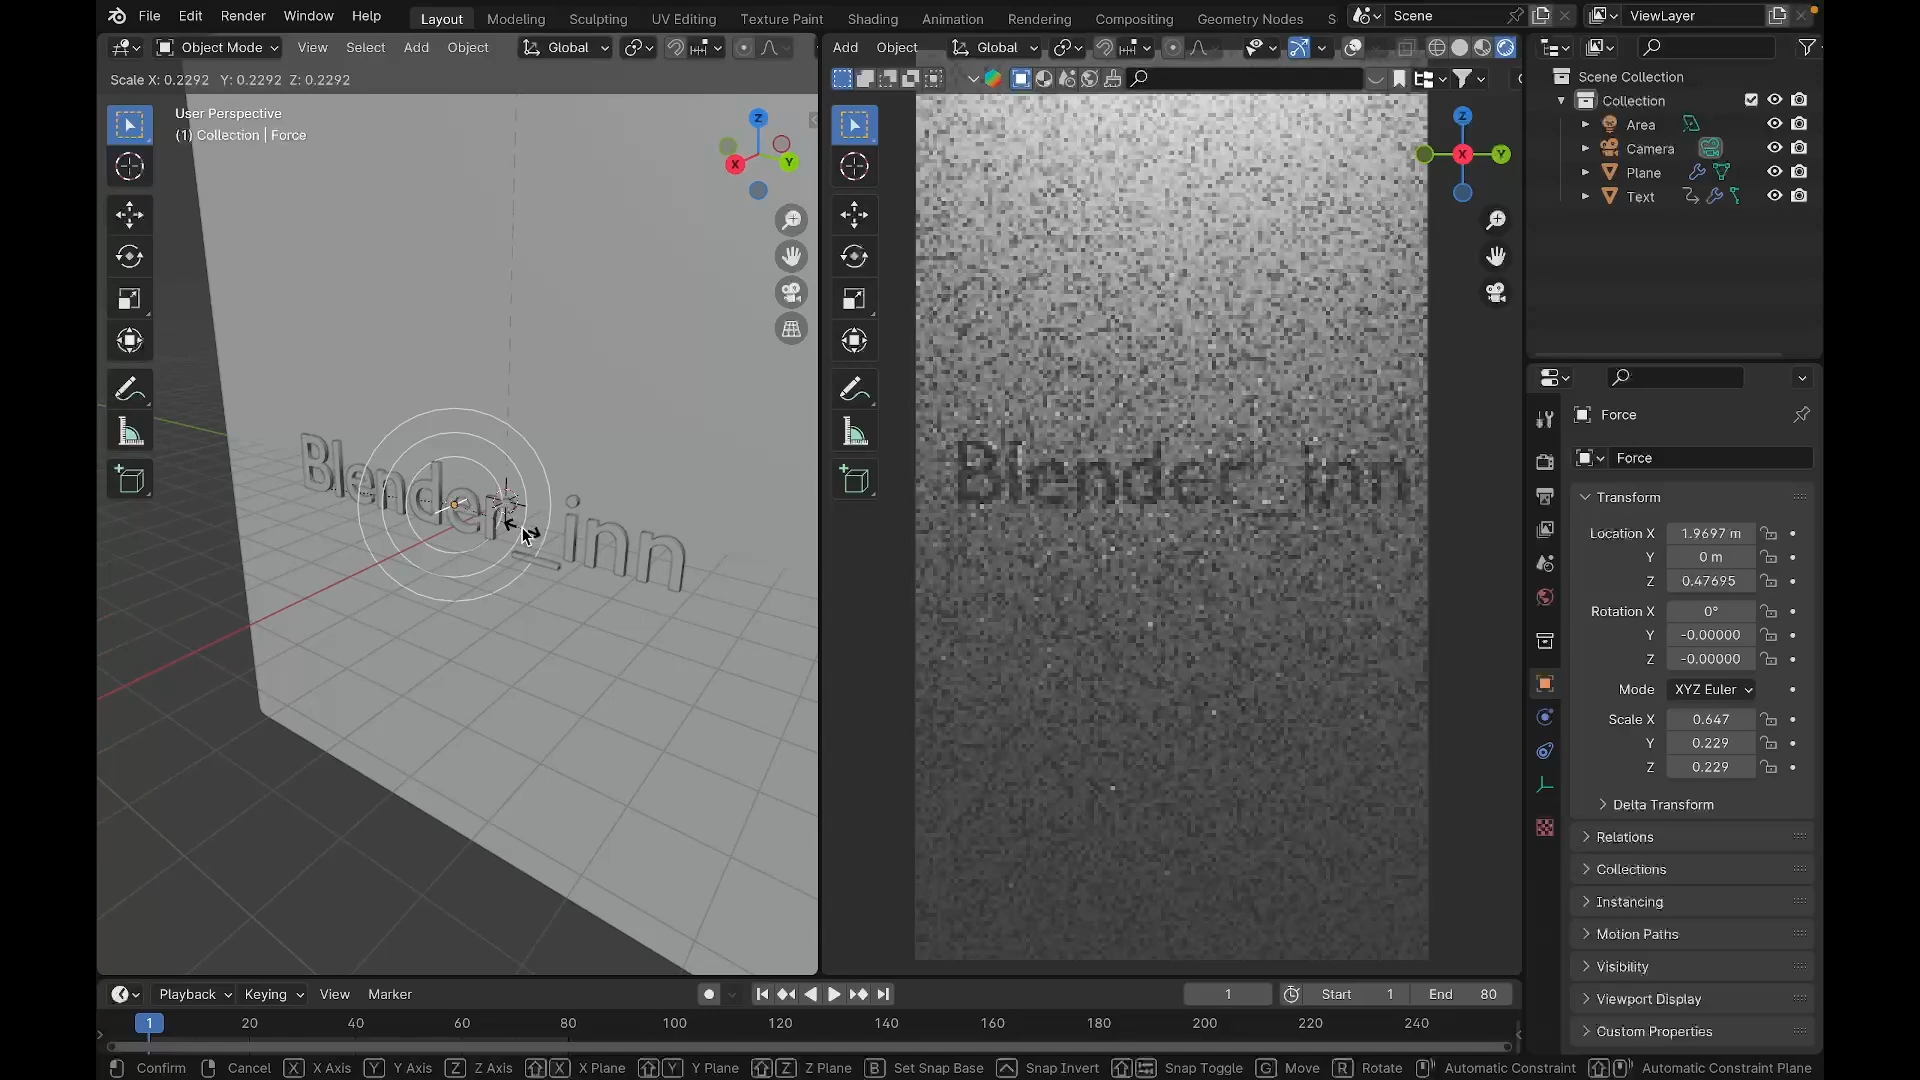 File Edit Render Window Help Layout Modeling Sculpting UV Editing Texture Paint Shading Animation Rendering Compositing Geometry Nodes S Scene ViewLayer
Object Mode View Select Add Object Global Add Object Global
Scale X: 0.2292 Y: 0.2292 Z: 0.2292
User Perspective
(1) Collection | Force
Z
X
Y
Z
X
Y
Blender_inn
Blender_inn
Scene Collection
Collection
Area
Camera
Plane
Text
Force
Force
Transform
Location X 1.9697 m
Y 0 m
Z 0.47695
Rotation X 0°
Y -0.00000
Z -0.00000
Mode XYZ Euler
Scale X 0.647
Y 0.229
Z 0.229
Delta Transform
Relations
Collections
Instancing
Motion Paths
Visibility
Viewport Display
Custom Properties
Playback Keying View Marker 1 Start 1 End 80
1 20 40 60 80 100 120 140 160 180 200 220 240
Confirm Cancel X X Axis Y Y Axis Z Z Axis X X Plane Y Y Plane Z Z Plane B Set Snap Base Snap Invert Snap Toggle G Move R Rotate Automatic Constraint Automatic Constraint Plane